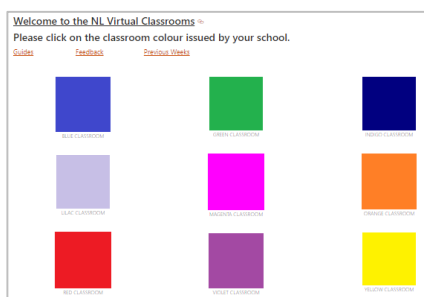 Welcome to the NL Virtual Classrooms
Please click on the classroom colour issued by your school.
Guides Feedback Previous Weeks
BLUE CLASSROOM GREEN CLASSROOM INDIGO CLASSROOM
LILAC CLASSROOM MAGENTA CLASSROOM ORANGE CLASSROOM
RED CLASSROOM VIOLET CLASSROOM YELLOW CLASSROOM